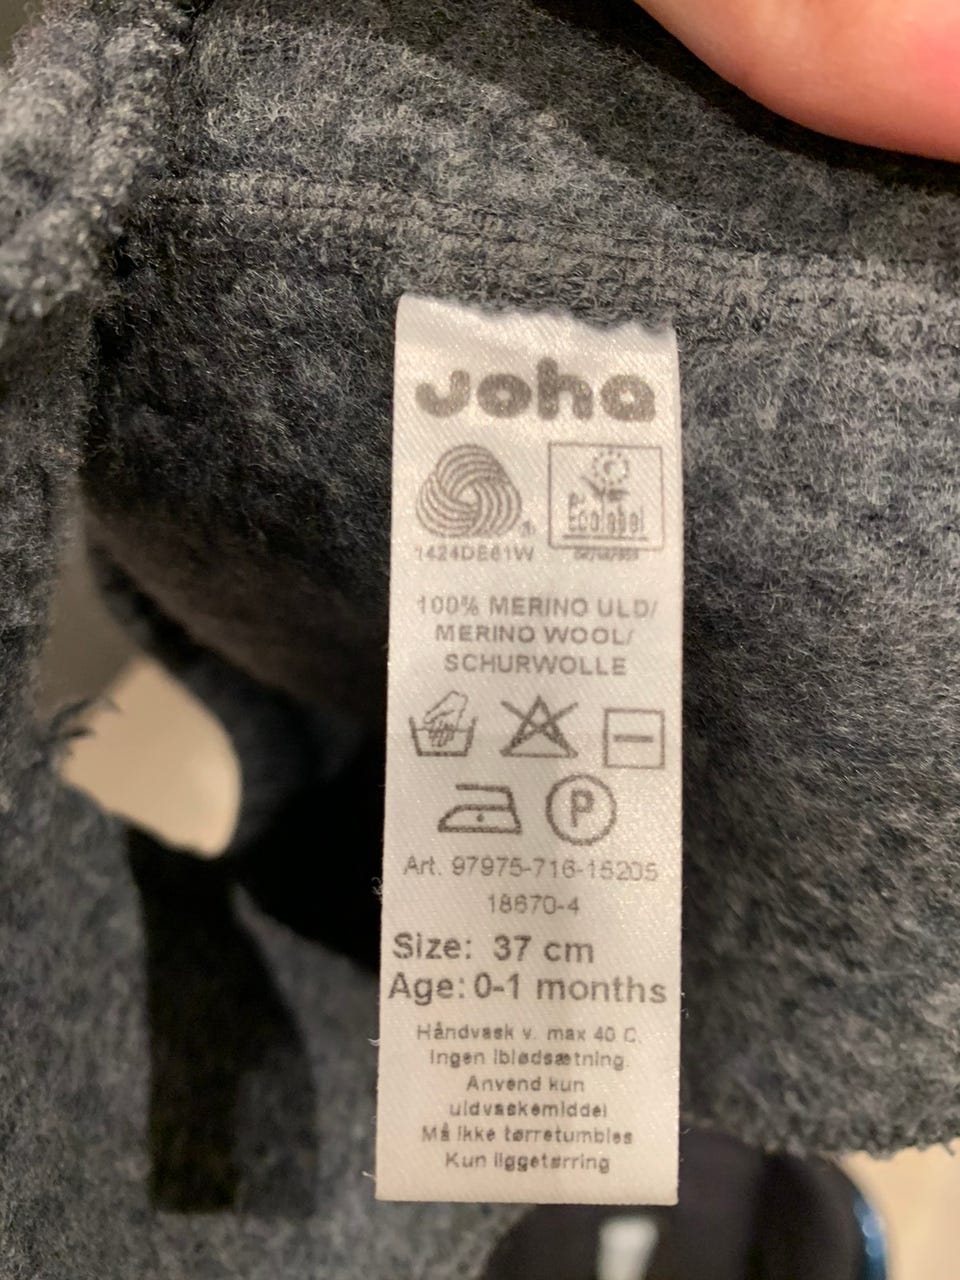 Joha
eu
ecolabel
1424DE61W
100% MERINO ULD/
MERINO WOOL/
SCHURWOLLE
P
Art. 97975-716-15205
18670-4
Size: 37 cm
Age: 0-1 months
Håndvask v. max 40 C.
Ingen iblødsætning.
Anvend kun
uldvaskemiddel
Må ikke tørretumbles
Kun liggetørring